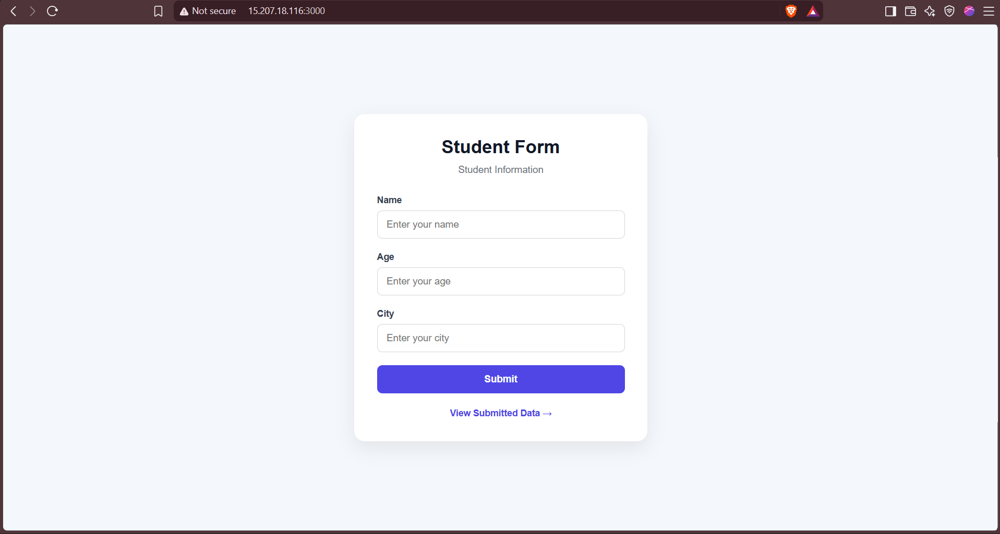 Not secure 15.207.18.116:3000
Student Form
Student Information
Name
Enter your name
Age
Enter your age
City
Enter your city
Submit
View Submitted Data →